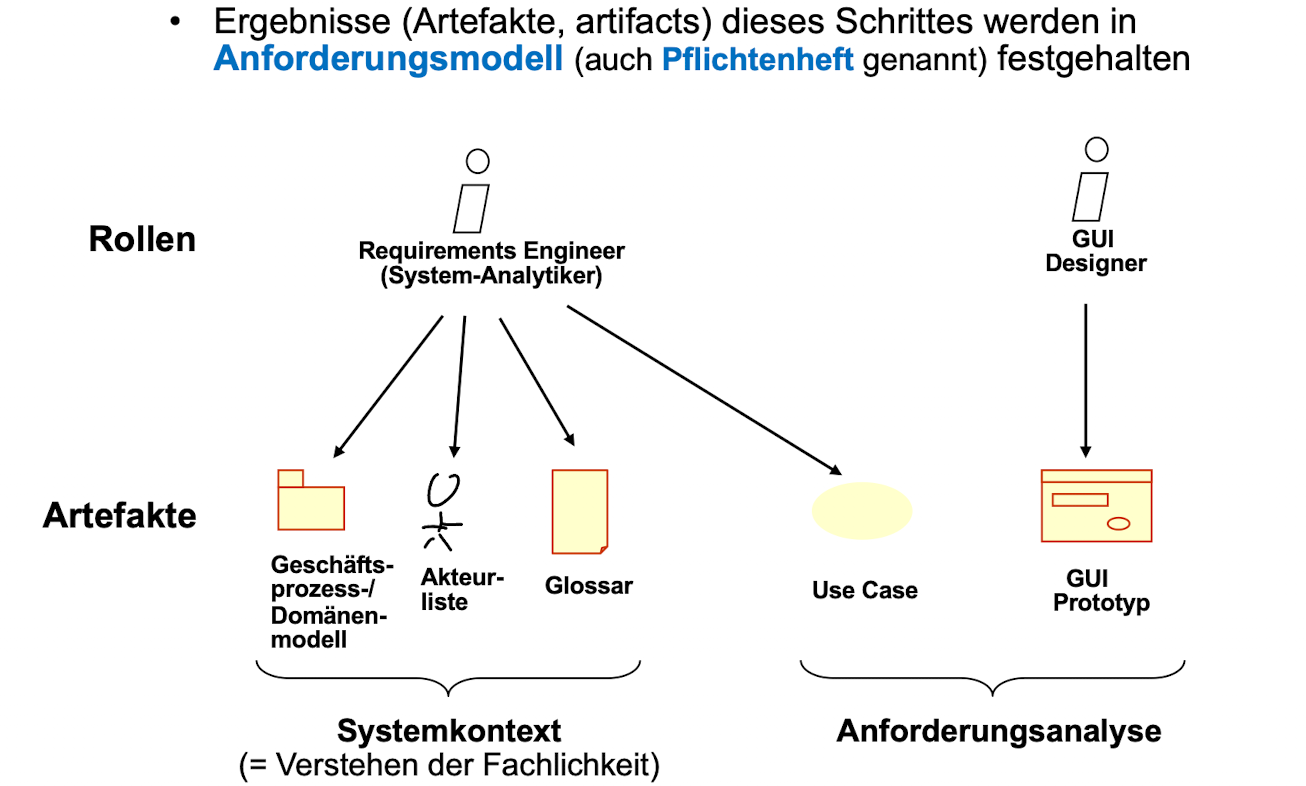 • Ergebnisse (Artefakte, artifacts) dieses Schrittes werden in
Anforderungsmodell (auch Pflichtenheft genannt) festgehalten
Rollen
Requirements Engineer
(System-Analytiker)
GUI
Designer
Artefakte
Geschäfts-
prozess-/
Domänen-
modell
Akteur-
liste
Glossar
Use Case
GUI
Prototyp
Systemkontext
(= Verstehen der Fachlichkeit)
Anforderungsanalyse